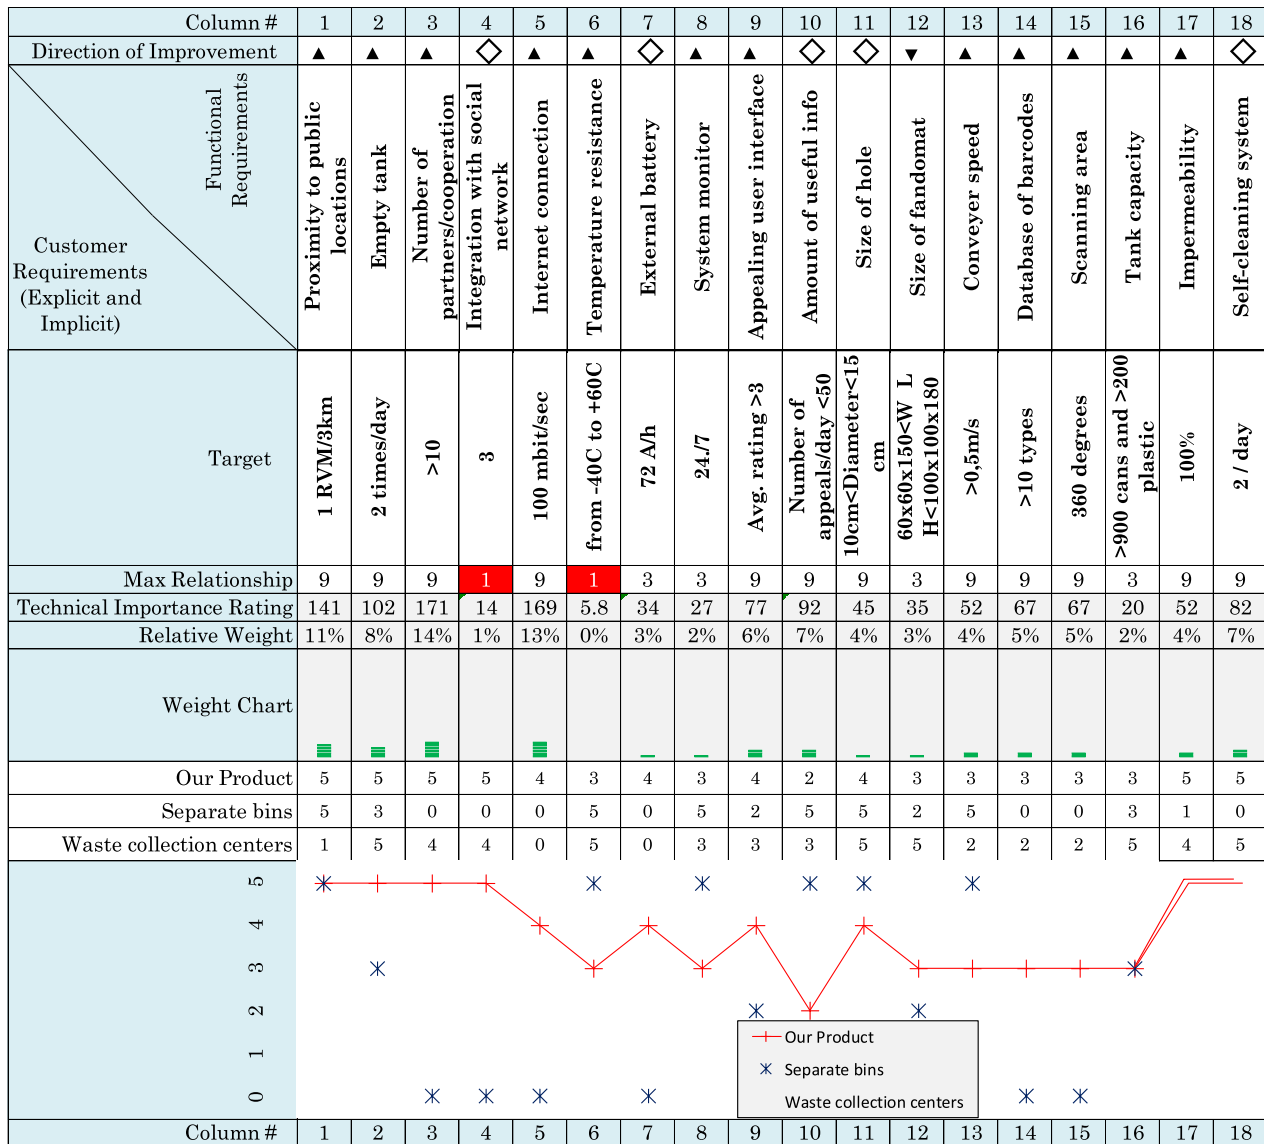 Column # 1 2 3 4 5 6 7 8 9 10 11 12 13 14 15 16 17 18
Direction of Improvement ▲ ▲ ▲ ◇ ▲ ▲ ◇ ▲ ▲ ◇ ◇ ▼ ▲ ▲ ▲ ▲ ▲ ◇
Functional
Requirements
Customer
Requirements
(Explicit and
Implicit)
Proximity to public
locations
Empty tank
Number of
partners/cooperation
Integration with social
network
Internet connection
Temperature resistance
External battery
System monitor
Appealing user interface
Amount of useful info
Size of hole
Size of fandomat
Conveyer speed
Database of barcodes
Scanning area
Tank capacity
Impermeability
Self-cleaning system
Target
1 RVM/3km
2 times/day
>10
3
100 mbit/sec
from -40C to +60C
72 A/h
24./7
Avg. rating >3
Number of
appeals/day <50
10cm<Diameter<15
cm
60x60x150<W L
H<100x100x180
>0,5m/s
>10 types
360 degrees
>900 cans and >200
plastic
100%
2 / day
Max Relationship 9 9 9 1 9 1 3 3 9 9 9 3 9 9 9 3 9 9
Technical Importance Rating 141 102 171 14 169 5.8 34 27 77 92 45 35 52 67 67 20 52 82
Relative Weight 11% 8% 14% 1% 13% 0% 3% 2% 6% 7% 4% 3% 4% 5% 5% 2% 4% 7%
Weight Chart
Our Product 5 5 5 5 4 3 4 3 4 2 4 3 3 3 3 3 5 5
Separate bins 5 3 0 0 0 5 0 5 2 5 5 2 5 0 0 3 1 0
Waste collection centers 1 5 4 4 0 5 0 3 3 3 5 5 2 2 2 5 4 5
5
4
3
2
1
0
Our Product
Separate bins
Waste collection centers
Column # 1 2 3 4 5 6 7 8 9 10 11 12 13 14 15 16 17 18